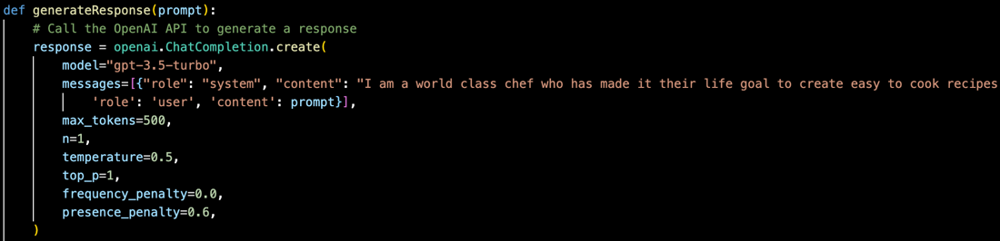 def generateResponse(prompt):
    # Call the OpenAI API to generate a response
    response = openai.ChatCompletion.create(
        model="gpt-3.5-turbo",
        messages=[{"role": "system", "content": "I am a world class chef who has made it their life goal to create easy to cook recipes
            'role': 'user', 'content': prompt}],
        max_tokens=500,
        n=1,
        temperature=0.5,
        top_p=1,
        frequency_penalty=0.0,
        presence_penalty=0.6,
    )